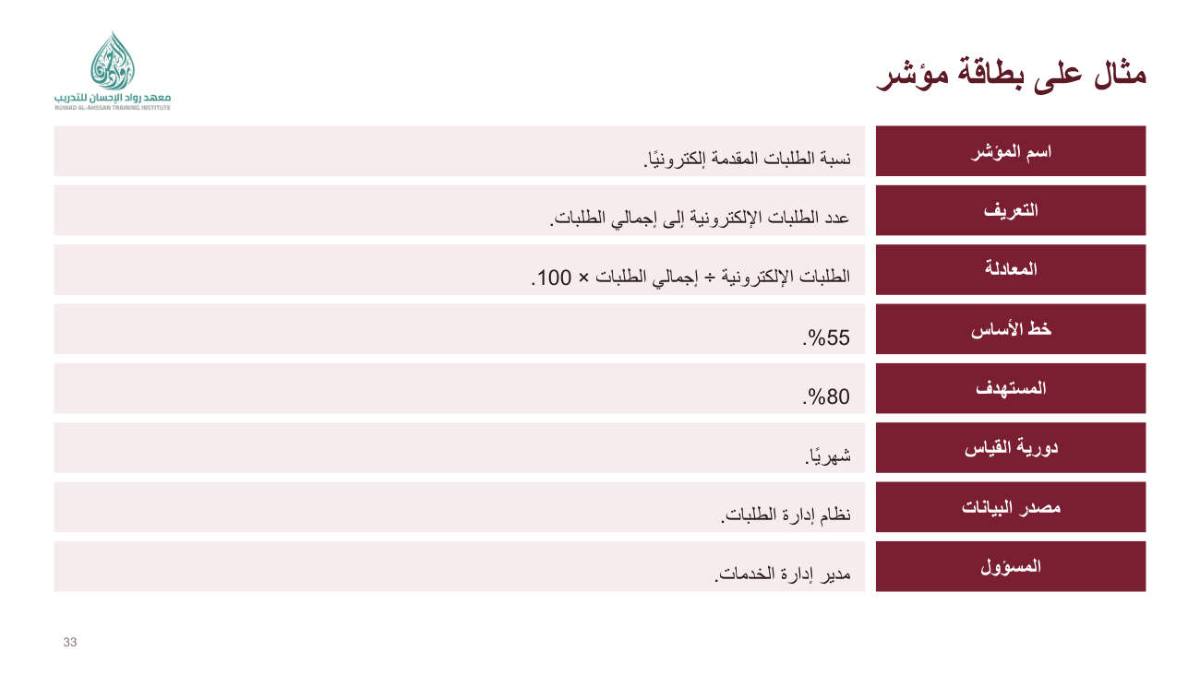 معهد رواد الإحسان للتدريب
RUWAD AL-AHSSAN TRAINING INSTITUTE
مثال على بطاقة مؤشر
اسم المؤشر
نسبة الطلبات المقدمة إلكترونيًا.
التعريف
عدد الطلبات الإلكترونية إلى إجمالي الطلبات.
المعادلة
الطلبات الإلكترونية ÷ إجمالي الطلبات × 100.
خط الأساس
55%.
المستهدف
80%.
دورية القياس
شهريًا.
مصدر البيانات
نظام إدارة الطلبات.
المسؤول
مدير إدارة الخدمات.
33